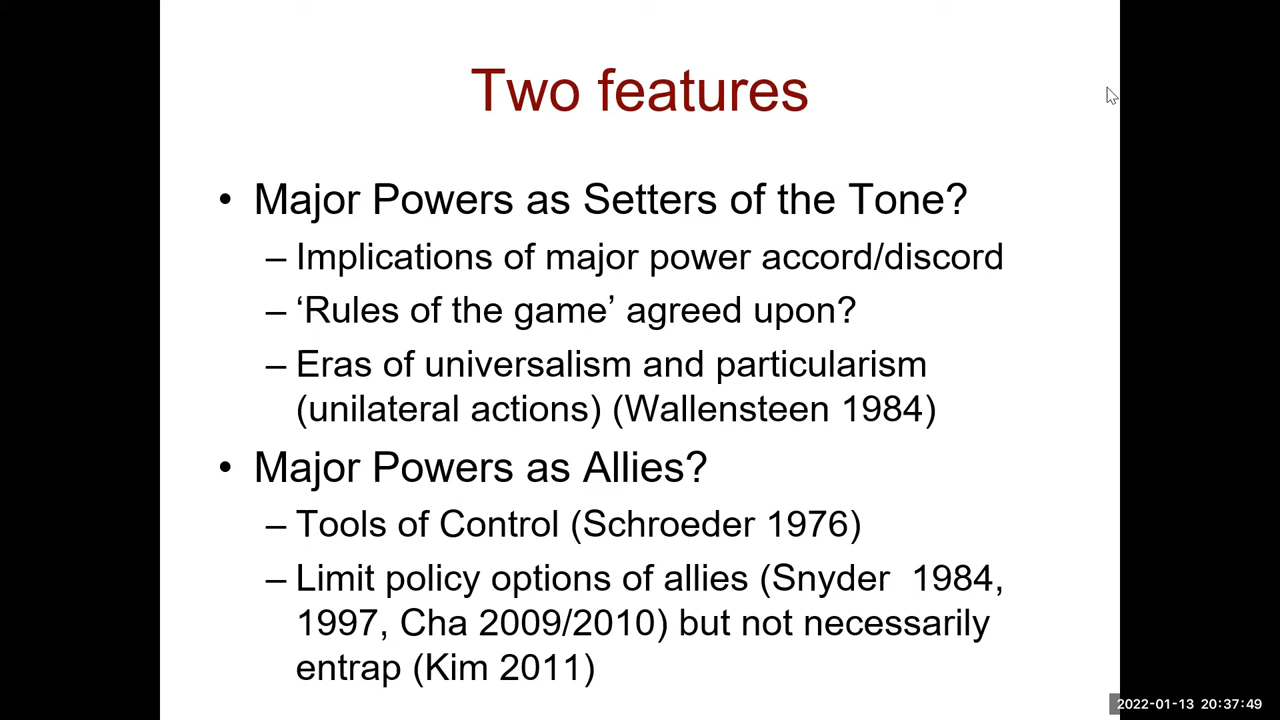 Two features
• Major Powers as Setters of the Tone?
– Implications of major power accord/discord
– ‘Rules of the game’ agreed upon?
– Eras of universalism and particularism
(unilateral actions) (Wallensteen 1984)
• Major Powers as Allies?
– Tools of Control (Schroeder 1976)
– Limit policy options of allies (Snyder  1984,
1997, Cha 2009/2010) but not necessarily
entrap (Kim 2011)
2022-01-13 20:37:49